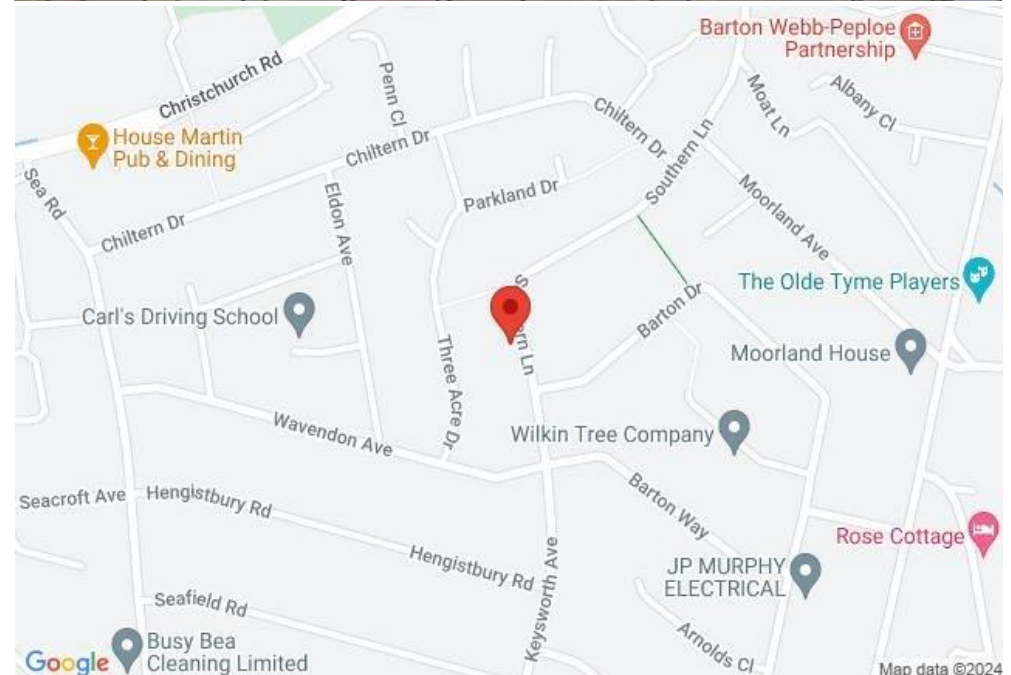 Barton Webb-Peploe
Partnership
Christchurch Rd
Penn Cl
Moat Ln
Albany Cl
House Martin
Pub & Dining
Chiltern Dr
Chiltern Dr
Southern Ln
Sea Rd
Eldon Ave
Parkland Dr
Moorland Ave
Chiltern Dr
S
The Olde Tyme Players
Carl's Driving School
Barton Dr
ern Ln
Three Acre Dr
Moorland House
Wavendon Ave
Wilkin Tree Company
Seacroft Ave
Hengistbury Rd
Barton Way
Rose Cottage
Hengistbury Rd
Keysworth Ave
JP MURPHY
ELECTRICAL
Seafield Rd
Arnolds Cl
Busy Bea
Cleaning Limited
Google
Map data ©2024